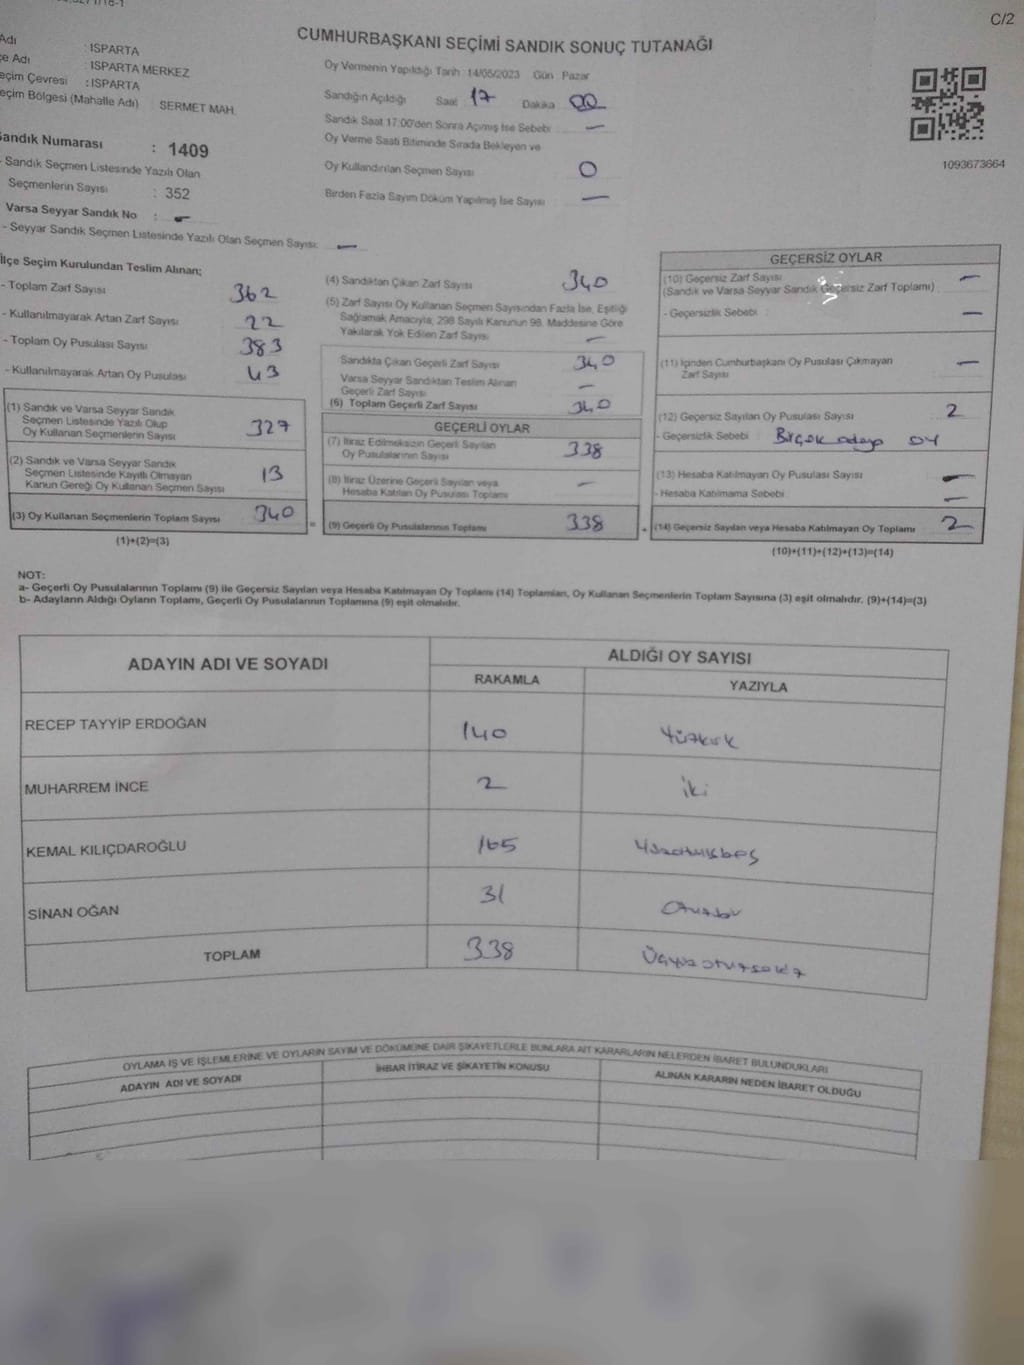 C/2
CUMHURBAŞKANI SEÇİMİ SANDIK SONUÇ TUTANAĞI
Adı : ISPARTA
çe Adı : ISPARTA MERKEZ
eçim Çevresi : ISPARTA
eçim Bölgesi (Mahalle Adı) SERMET MAH.
Sandık Numarası : 1409
- Sandık Seçmen Listesinde Yazılı Olan
Seçmenlerin Sayısı : 352
Varsa Seyyar Sandık No : -
- Seyyar Sandık Seçmen Listesinde Yazılı Olan Seçmen Sayısı: -
Oy Vermenin Yapıldığı Tarih : 14/05/2023 Gün : Pazar
Sandığın Açıldığı Saat 17 Dakika 00
Sandık Saat 17:00'den Sonra Açımış İse Sebebi -
Oy Verme Saati Bitiminde Sırada Bekleyen ve
Oy Kullandırılan Seçmen Sayısı 0
Birden Fazla Sayım Döküm Yapılmış İse Sayısı -
1093673664
İlçe Seçim Kurulundan Teslim Alınan;
- Toplam Zarf Sayısı 362
- Kullanılmayarak Artan Zarf Sayısı 22
- Toplam Oy Pusulası Sayısı 383
- Kullanılmayarak Artan Oy Pusulası 43
(1) Sandık ve Varsa Seyyar Sandık
Seçmen Listesinde Yazılı Olup
Oy Kullanan Seçmenlerin Sayısı 327
(2) Sandık ve Varsa Seyyar Sandık
Seçmen Listesinde Kayıtlı Olmayan
Kanun Gereği Oy Kullanan Seçmen Sayısı 13
(3) Oy Kullanan Seçmenlerin Toplam Sayısı 340
(1)+(2)=(3)
(4) Sandıktan Çıkan Zarf Sayısı 340
(5) Zarf Sayısı Oy Kullanan Seçmen Sayısından Fazla İse, Eşitliği
Sağlamak Amacıyla, 298 Sayılı Kanunun 98. Maddesine Göre
Yakılarak Yok Edilen Zarf Sayısı -
Sandıkta Çıkan Geçerli Zarf Sayısı 340
Varsa Seyyar Sandıktan Teslim Alınan
Geçerli Zarf Sayısı -
(6) Toplam Geçerli Zarf Sayısı 340
GEÇERLİ OYLAR
(7) İtiraz Edilmeksizin Geçerli Sayılan
Oy Pusulalarının Sayısı 338
(8) İtiraz Üzerine Geçerli Sayılan veya
Hesaba Katılan Oy Pusulası Toplamı -
= (9) Geçerli Oy Pusulalarının Toplamı 338
GEÇERSİZ OYLAR
(10) Geçersiz Zarf Sayısı -
(Sandık ve Varsa Seyyar Sandık Geçersiz Zarf Toplamı) :
- Geçersizlik Sebebi : -
(11) İçinden Cumhurbaşkanı Oy Pusulası Çıkmayan
Zarf Sayısı -
(12) Geçersiz Sayılan Oy Pusulası Sayısı 2
- Geçersizlik Sebebi : Birçok adaya oy
(13) Hesaba Katılmayan Oy Pusulası Sayısı -
- Hesaba Katılmama Sebebi -
+ (14) Geçersiz Sayılan veya Hesaba Katılmayan Oy Toplamı 2
(10)+(11)+(12)+(13)=(14)
NOT:
a- Geçerli Oy Pusulalarının Toplamı (9) ile Geçersiz Sayılan veya Hesaba Katılmayan Oy Toplamı (14) Toplamları, Oy Kullanan Seçmenlerin Toplam Sayısına (3) eşit olmalıdır. (9)+(14)=(3)
b- Adayların Aldığı Oyların Toplamı, Geçerli Oy Pusulalarının Toplamına (9) eşit olmalıdır.
ADAYIN ADI VE SOYADI ALDIĞI OY SAYISI
RAKAMLA YAZIYLA
RECEP TAYYİP ERDOĞAN 140 Yüzkırk
MUHARREM İNCE 2 iki
KEMAL KILIÇDAROĞLU 165 Yüzatmışbeş
SİNAN OĞAN 31 Otuzbir
TOPLAM 338 Üçyüzotuzsekiz
OYLAMA İŞ VE İŞLEMLERİNE VE OYLARIN SAYIM VE DÖKÜMÜNE DAİR ŞİKAYETLERLE BUNLARA AİT KARARLARIN NELERDEN İBARET BULUNDUKLARI
ADAYIN ADI VE SOYADI İHBAR İTİRAZ VE ŞİKAYETİN KONUSU ALINAN KARARIN NEDEN İBARET OLDUĞU